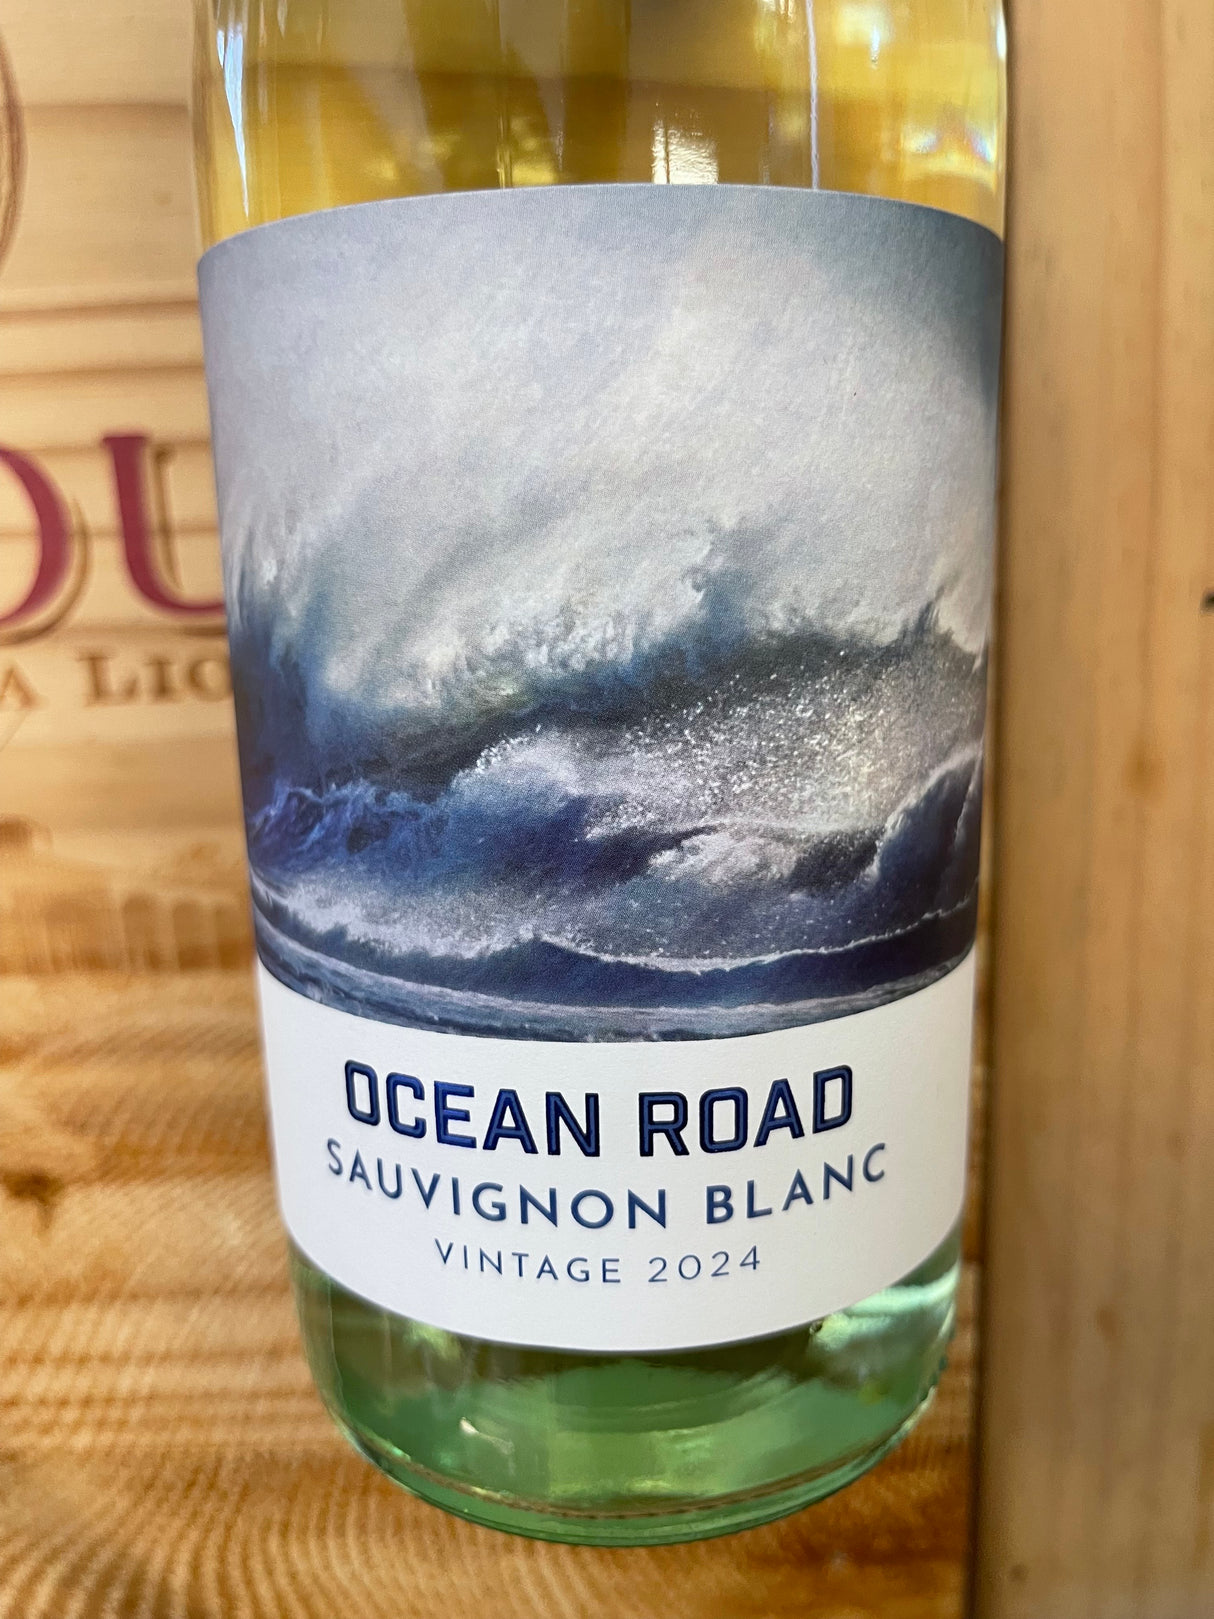 OCEAN ROAD
SAUVIGNON BLANC
VINTAGE 2024